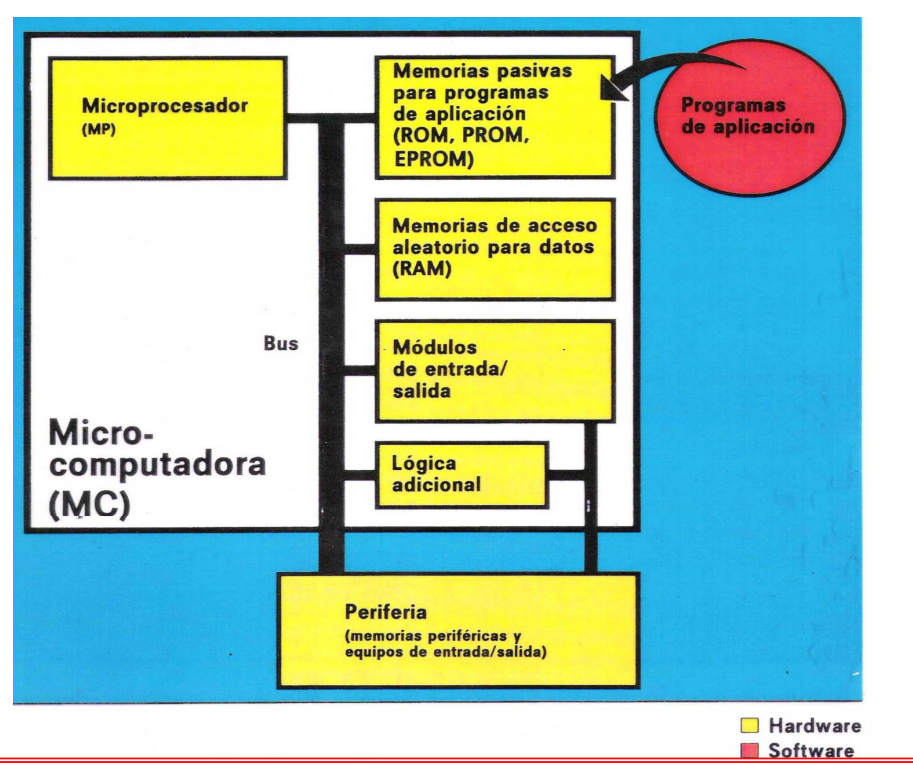 Microprocesador
(MP)
Memorias pasivas
para programas
de aplicación
(ROM, PROM,
EPROM)
Programas
de aplicación
Memorias de acceso
aleatorio para datos
(RAM)
Bus
Módulos
de entrada/
salida
Micro-
computadora
(MC)
Lógica
adicional
Periferia
(memorias periféricas y
equipos de entrada/salida)
Hardware
Software